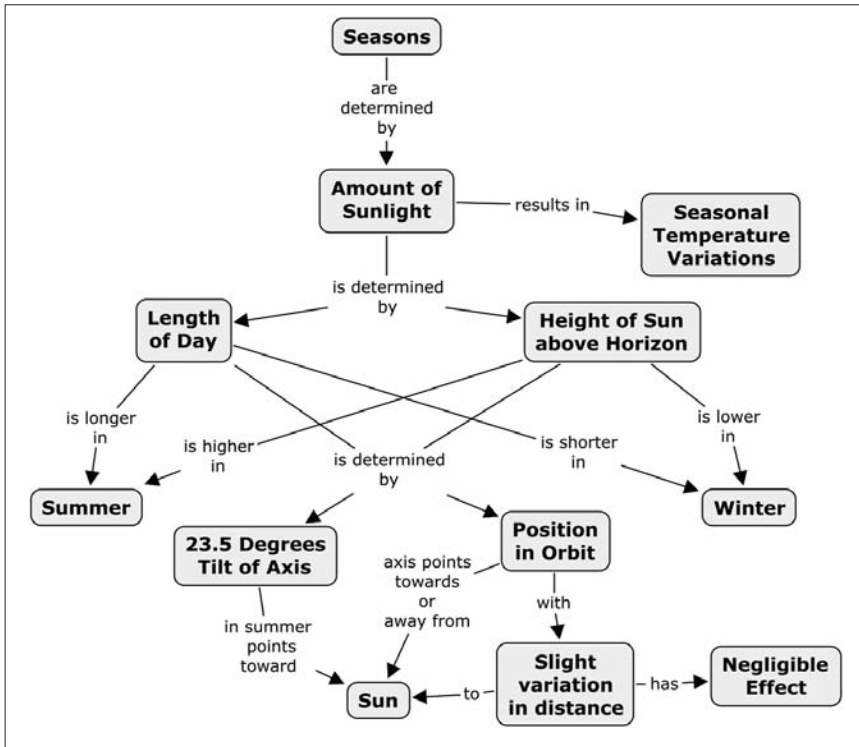 Seasons
are
determined
by
Amount of
Sunlight
results in
Seasonal
Temperature
Variations
is determined
by
Length
of Day
Height of Sun
above Horizon
is longer
in
is higher
in
is determined
by
is shorter
in
is lower
in
Summer
Winter
23.5 Degrees
Tilt of Axis
Position
in Orbit
axis points
towards
or
away from
with
in summer
points
toward
Sun
to
Slight
variation
in distance
has
Negligible
Effect